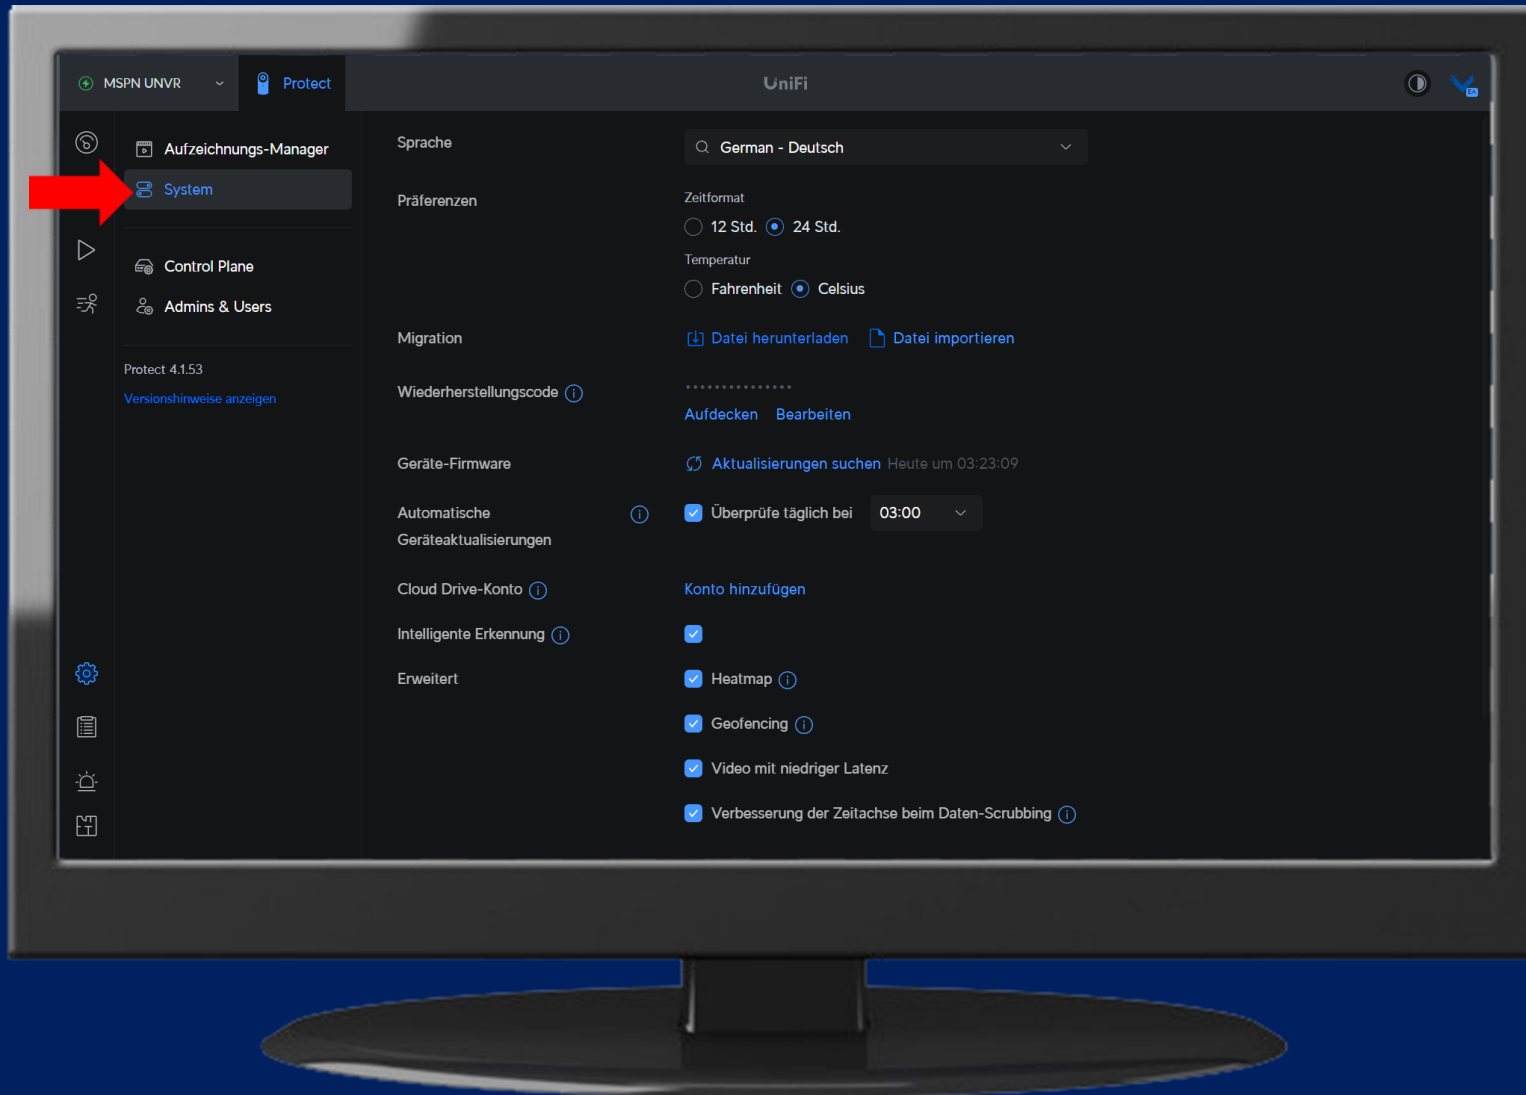 MSPN UNVR
Protect
UniFi
EA
Aufzeichnungs-Manager
System
Control Plane
Admins & Users
Protect 4.1.53
Versionshinweise anzeigen
Sprache
German - Deutsch
Präferenzen
Zeitformat
12 Std. 24 Std.
Temperatur
Fahrenheit Celsius
Migration
Datei herunterladen Datei importieren
Wiederherstellungscode
Aufdecken Bearbeiten
Geräte-Firmware
Aktualisierungen suchen Heute um 03:23:09
Automatische
Geräteaktualisierungen
Überprüfe täglich bei 03:00
Cloud Drive-Konto
Konto hinzufügen
Intelligente Erkennung
Erweitert
Heatmap
Geofencing
Video mit niedriger Latenz
Verbesserung der Zeitachse beim Daten-Scrubbing